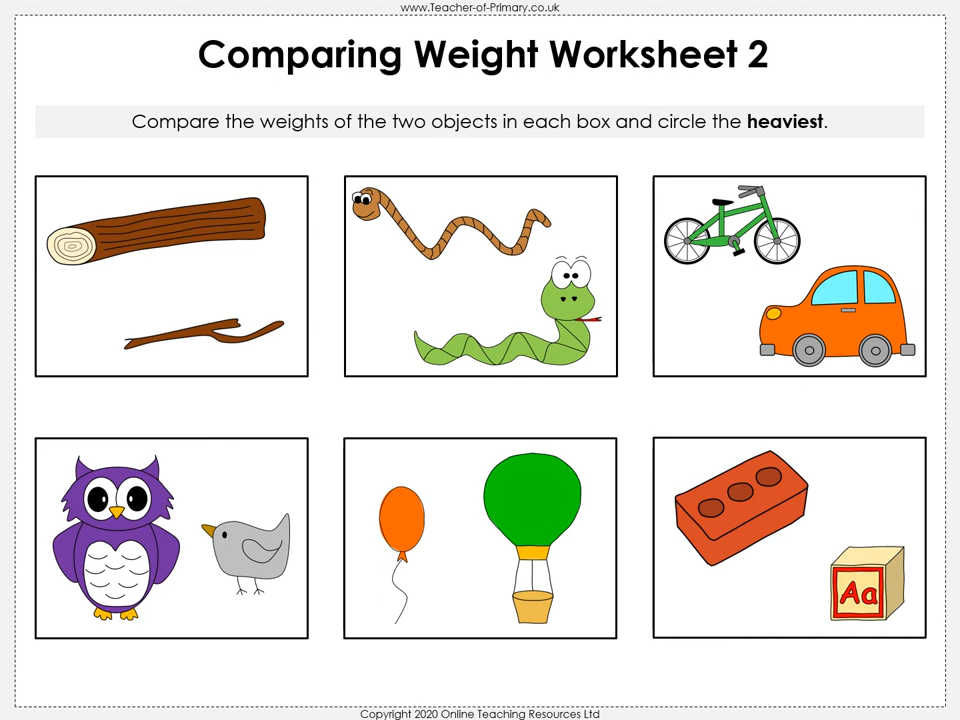 www.Teacher-of-Primary.co.uk
Comparing Weight Worksheet 2
Compare the weights of the two objects in each box and circle the heaviest.
Aa
Copyright 2020 Online Teaching Resources Ltd